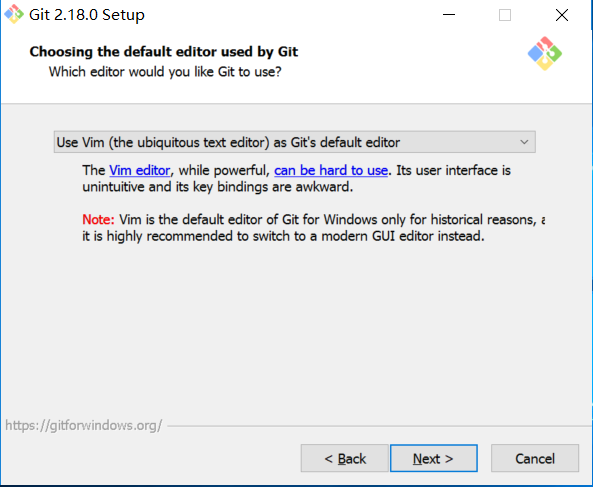 Git 2.18.0 Setup
Choosing the default editor used by Git
Which editor would you like Git to use?
Use Vim (the ubiquitous text editor) as Git's default editor
The Vim editor, while powerful, can be hard to use. Its user interface is
unintuitive and its key bindings are awkward.
Note: Vim is the default editor of Git for Windows only for historical reasons, a
it is highly recommended to switch to a modern GUI editor instead.
https://gitforwindows.org/
< Back
Next >
Cancel